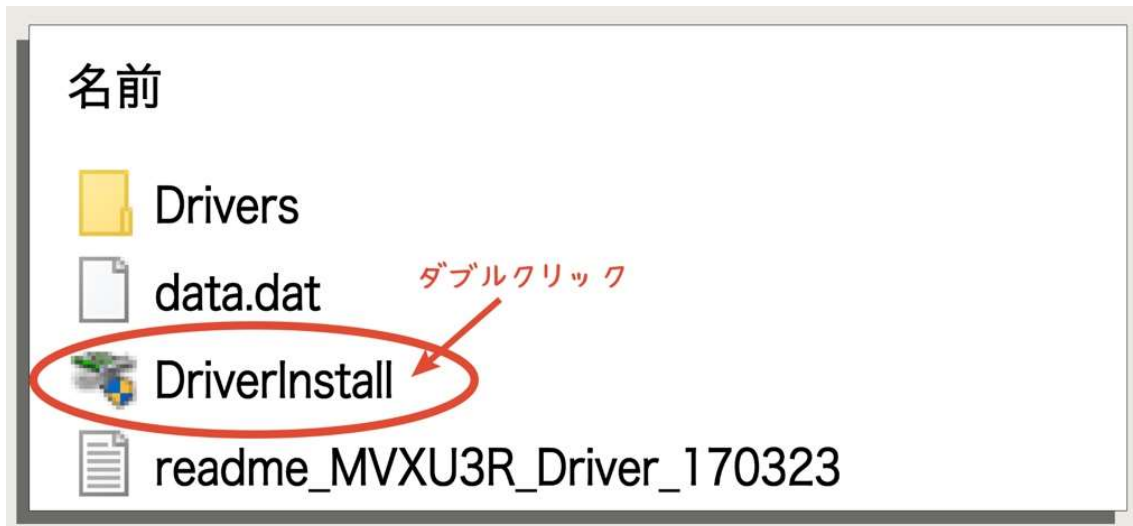 名前
Drivers
data.dat
ダブルクリック
DriverInstall
readme_MVXU3R_Driver_170323